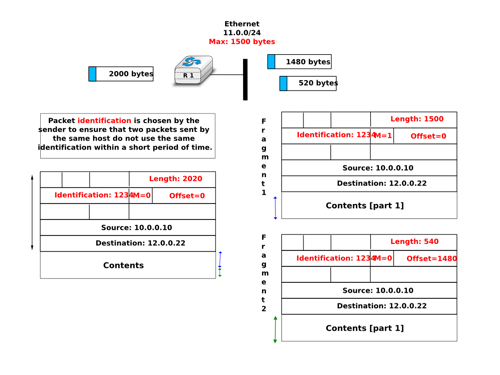 Ethernet
11.0.0/24
Max: 1500 bytes
1480 bytes
2000 bytes
R 1
520 bytes
Packet identification is chosen by the
sender to ensure that two packets sent by
the same host do not use the same
identification within a short period of time.
Length: 2020
Identification: 1234
M=0
Offset=0
Source: 10.0.0.10
Destination: 12.0.0.22
Contents
Fragment 1
Length: 1500
Identification: 1234
M=1
Offset=0
Source: 10.0.0.10
Destination: 12.0.0.22
Contents [part 1]
Fragment 2
Length: 540
Identification: 1234
M=0
Offset=1480
Source: 10.0.0.10
Destination: 12.0.0.22
Contents [part 1]